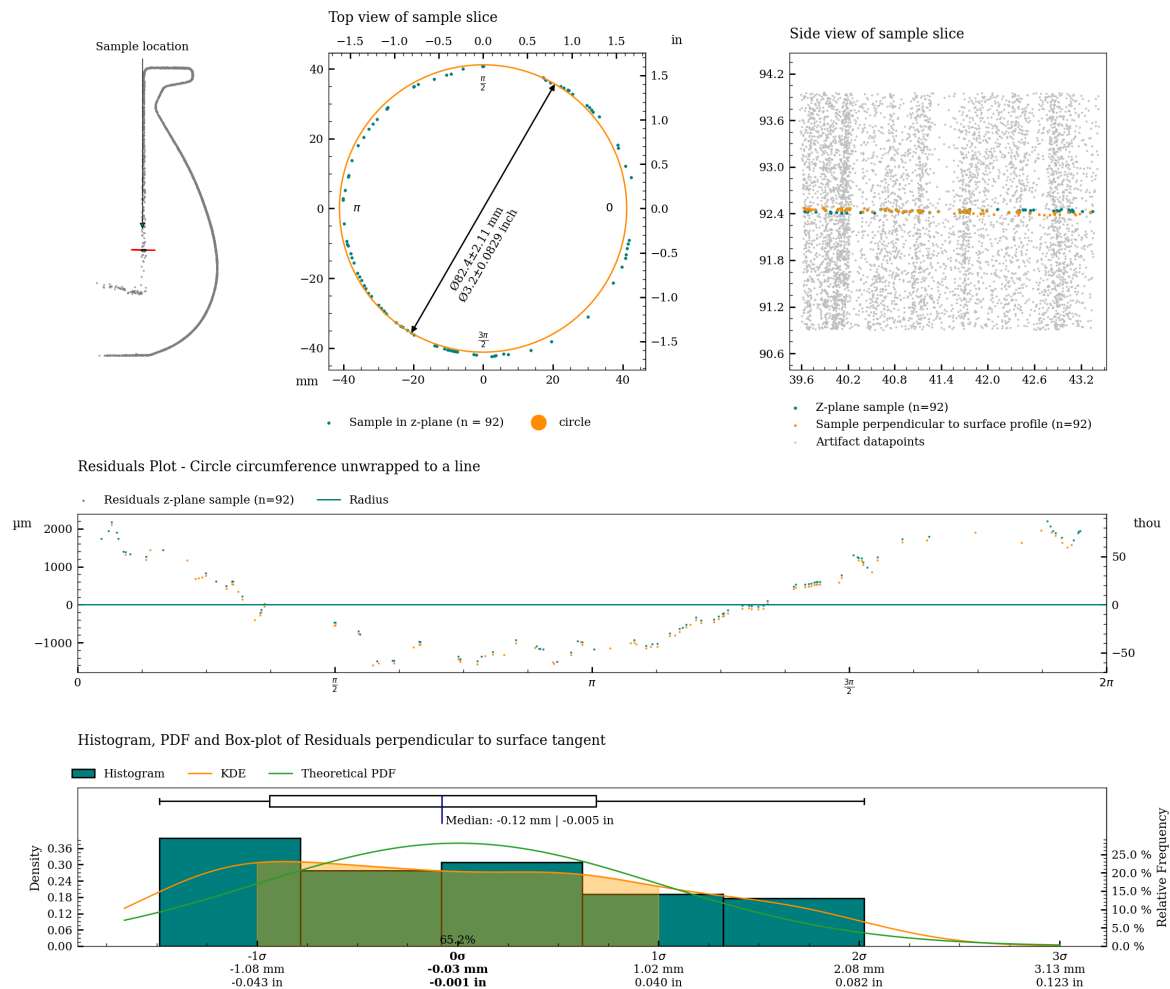 Sample location
Top view of sample slice
−1.5 −1.0 −0.5 0.0 0.5 1.0 1.5 in
40
20
0
−20
−40
1.5
1.0
0.5
0.0
−0.5
−1.0
−1.5
π/2
π
0
3π/2
Ø82.4±2.11 mm
Ø3.2±0.0829 inch
mm −40 −20 0 20 40
Sample in z-plane (n = 92)
circle
Side view of sample slice
94.2
93.6
93.0
92.4
91.8
91.2
90.6
39.6 40.2 40.8 41.4 42.0 42.6 43.2
Z-plane sample (n=92)
Sample perpendicular to surface profile (n=92)
Artifact datapoints
Residuals Plot - Circle circumference unwrapped to a line
Residuals z-plane sample (n=92)
Radius
µm
2000
1000
0
−1000
thou
50
0
−50
0 π/2 π 3π/2 2π
Histogram, PDF and Box-plot of Residuals perpendicular to surface tangent
Histogram
KDE
Theoretical PDF
Median: -0.12 mm | -0.005 in
Density
0.36
0.30
0.24
0.18
0.12
0.06
0.00
65.2%
25.0 %
20.0 %
15.0 %
10.0 %
5.0 %
0.0 %
Relative Frequency
-1σ 0σ 1σ 2σ 3σ
-1.08 mm -0.03 mm 1.02 mm 2.08 mm 3.13 mm
-0.043 in -0.001 in 0.040 in 0.082 in 0.123 in